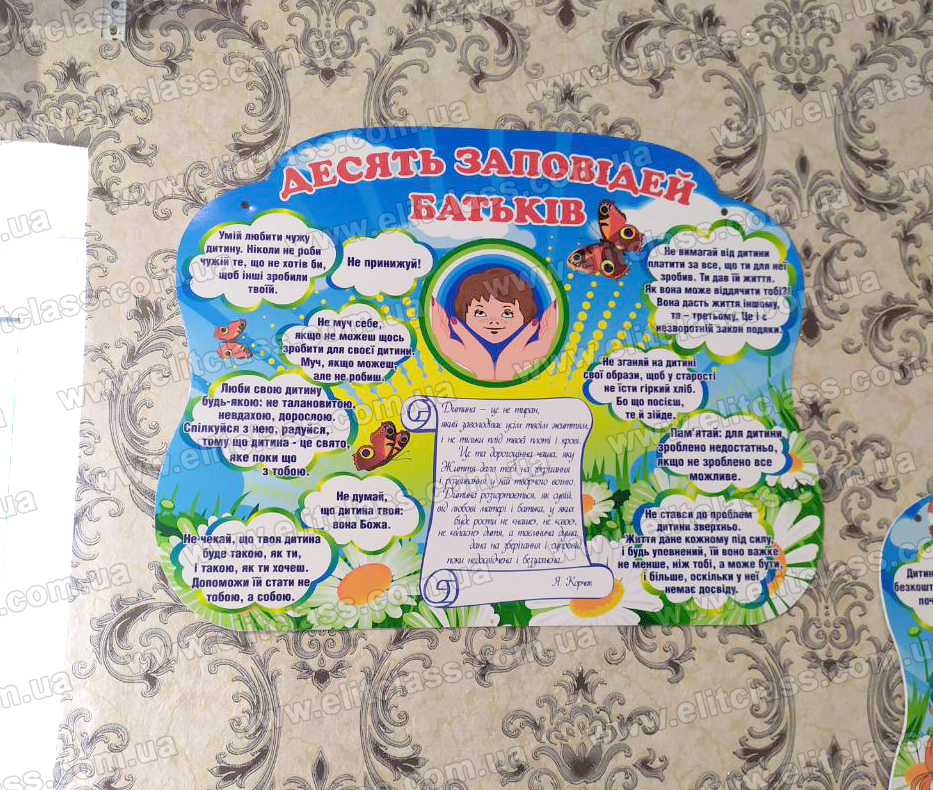 ДЕСЯТЬ ЗАПОВІДЕЙ
БАТЬКІВ
Умій любити чужу
дитину. Ніколи не роби
чужій те, що не хотів би,
щоб інші зробили
твоїй.
Не принижуй!
Не муч себе,
якщо не можеш щось
зробити для своєї дитини.
Муч, якщо можеш,
але не робиш.
Люби свою дитину
будь-якою: не талановитою,
невдахою, дорослою.
Спілкуйся з нею, радуйся,
тому що дитина - це свято,
яке поки що
з тобою.
Не думай,
що дитина твоя:
вона Божа.
Не чекай, що твоя дитина
буде такою, як ти,
і такою, як ти хочеш.
Допоможи їй стати не
тобою, а собою.
Дитина – це не тиран,
який заволодіває усім твоїм життям,
і не тільки плід твоєї плоті і крові.
Це та дорогоцінна чаша, яку
Життя дало тобі на зберігання
і розвивання у ній творчого вогню.
Дитина розгортається, як сувій,
від любові матері і батька, у яких
буде рости не «наше», не «своє»,
не «власне» дитя, а таємнича душа,
дана на зберігання і супровід,
поки недосвідчена і беззахисна.
Я. Корчак
Не вимагай від дитини
платити за все, що ти для неї
зробив. Ти дав їй життя.
Як вона може віддячити тобі?!
Вона дасть життя іншому,
та – третьому. Це і є
незворотній закон подяки.
Не зганяй на дитині
свої образи, щоб у старості
не їсти гіркий хліб.
Бо що посієш,
те й зійде.
Пам'ятай: для дитини
зроблено недостатньо,
якщо не зроблено все
можливе.
Не стався до проблем
дитини зверхньо.
Життя дане кожному під силу,
і будь упевнений, їй воно важке
не менше, ніж тобі, а може бути,
і більше, оскільки у неї
немає досвіду.
Дитин
безкошт
поч
www.elitclass.com.ua